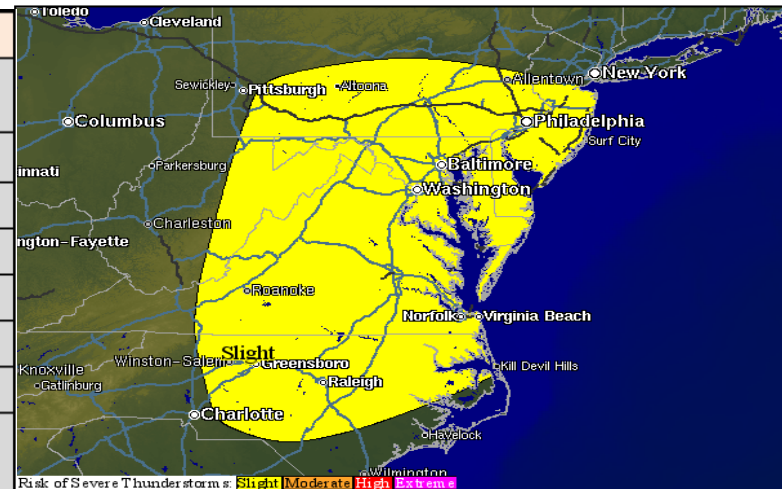 Toledo
Cleveland
Sewickley
Pittsburgh
Altoona
Allentown
New York
Columbus
Philadelphia
Surf City
innati
Parkersburg
Baltimore
Washington
Charleston
ngton-Fayette
Roanoke
Norfolk
Virginia Beach
Slight
Knoxville
Winston-Salem
Greensboro
Kill Devil Hills
Gatlinburg
Raleigh
Charlotte
Havelock
Wilmington
Risk of Severe Thunderstorms: Slight Moderate High Extreme